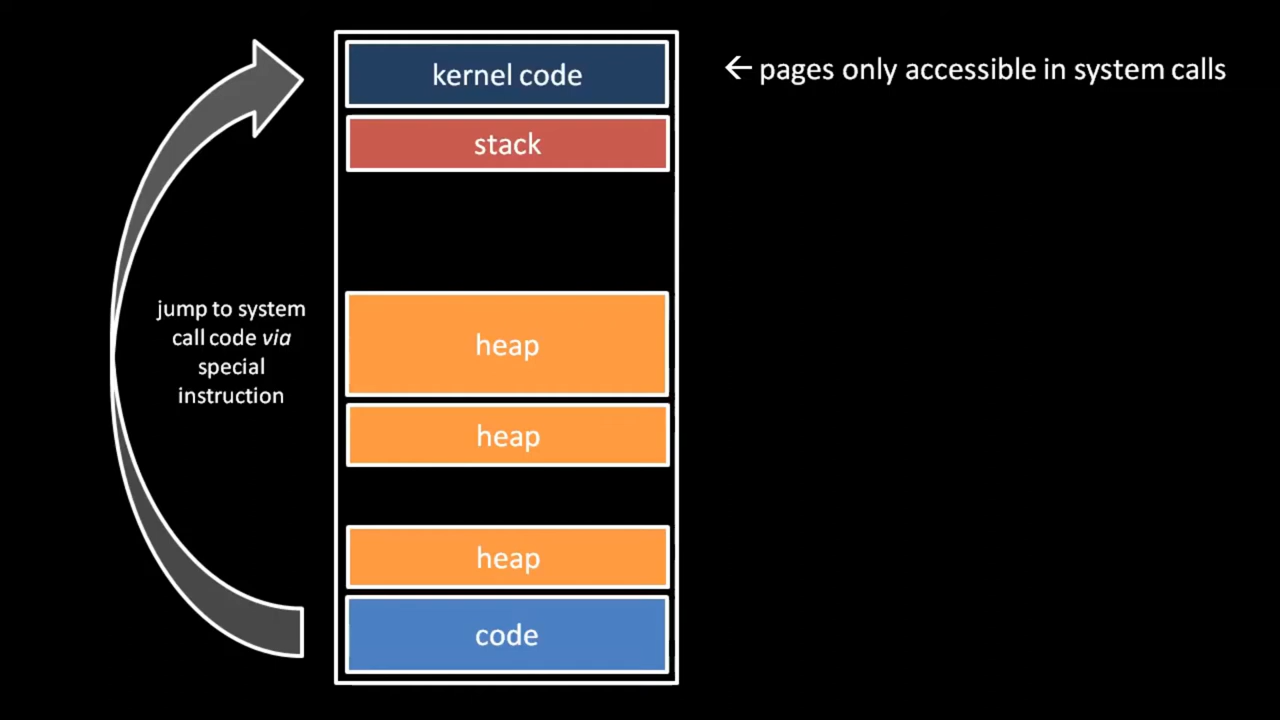 kernel code
← pages only accessible in system calls
stack
jump to system
call code via
special
instruction
heap
heap
heap
code